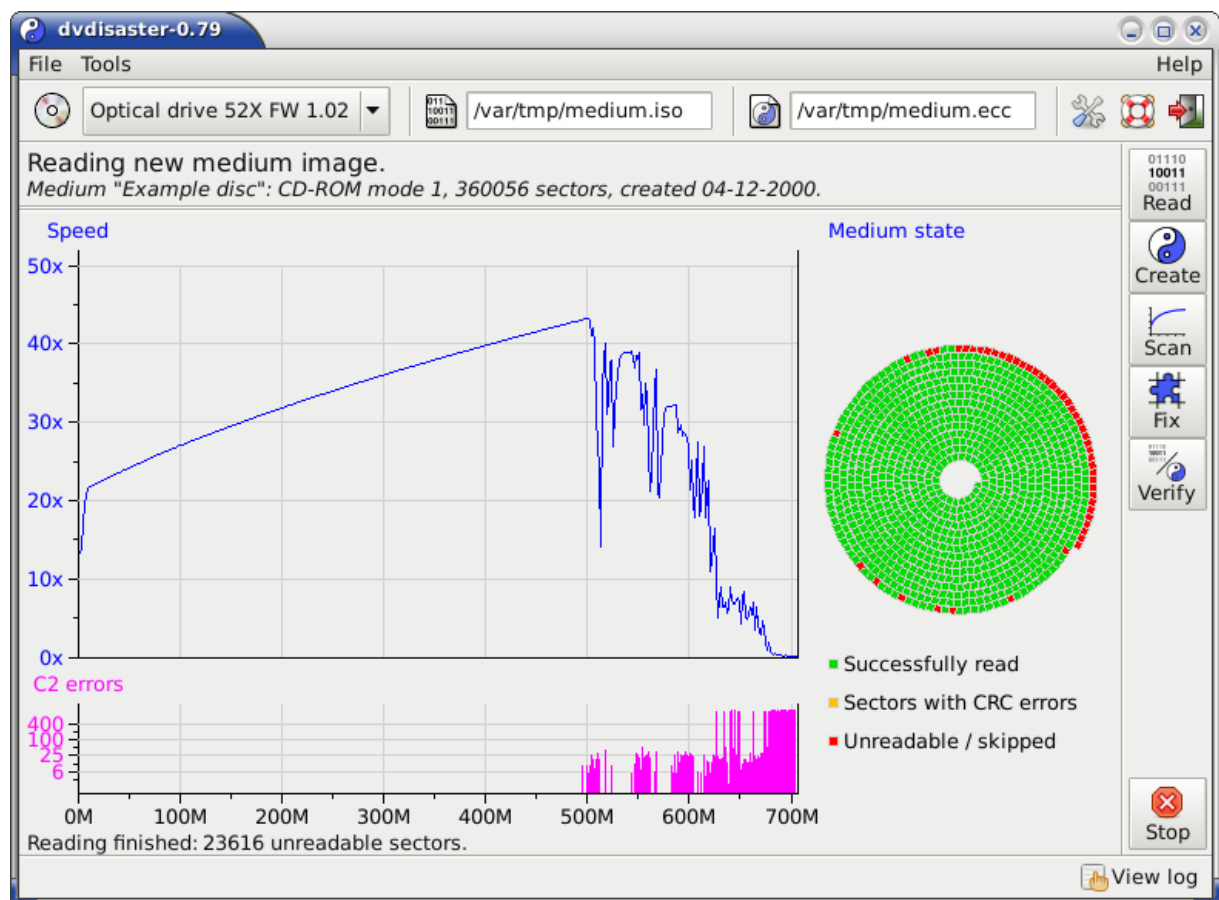 dvdisaster-0.79
File Tools Help
Optical drive 52X FW 1.02 /var/tmp/medium.iso /var/tmp/medium.ecc
Reading new medium image.
Medium "Example disc": CD-ROM mode 1, 360056 sectors, created 04-12-2000.
01110
10011
00111
Read
Create
Scan
Fix
Verify
Speed
50x
40x
30x
20x
10x
0x
C2 errors
400
100
25
6
0M 100M 200M 300M 400M 500M 600M 700M
Medium state
Successfully read
Sectors with CRC errors
Unreadable / skipped
Reading finished: 23616 unreadable sectors.
Stop
View log